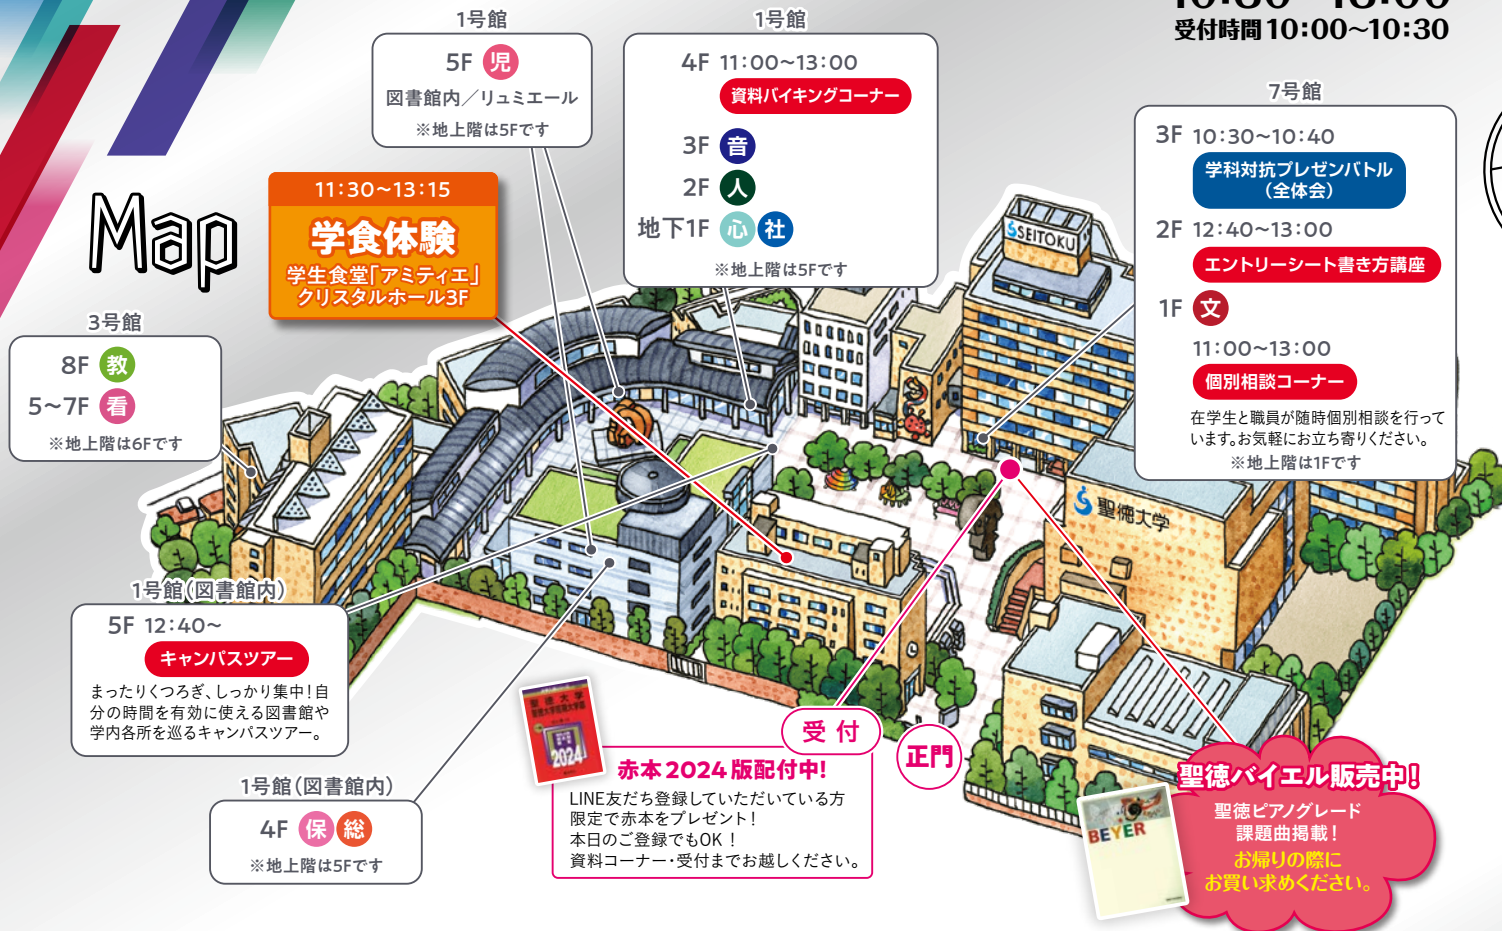 受付時間10:00～10:30
Map
1号館
5F 児
図書館内／リュミエール
※地上階は5Fです
1号館
4F 11:00～13:00
資料バイキングコーナー
3F 音
2F 人
地下1F 心 社
※地上階は5Fです
7号館
3F 10:30～10:40
学科対抗プレゼンバトル
（全体会）
2F 12:40～13:00
エントリーシート書き方講座
1F 文
11:00～13:00
個別相談コーナー
在学生と職員が随時個別相談を行って
います。お気軽にお立ち寄りください。
※地上階は1Fです
11:30～13:15
学食体験
学生食堂「アミティエ」
クリスタルホール3F
3号館
8F 教
5～7F 看
※地上階は6Fです
SEITOKU
聖徳大学
1号館（図書館内）
5F 12:40～
キャンパスツアー
まったりくつろぎ、しっかり集中！自
分の時間を有効に使える図書館や
学内各所を巡るキャンパスツアー。
1号館（図書館内）
4F 保 総
※地上階は5Fです
受付
正門
聖徳大学
2024
赤本2024版配付中！
LINE友だち登録していただいている方
限定で赤本をプレゼント！
本日のご登録でもOK！
資料コーナー・受付までお越しください。
聖徳バイエル販売中！
聖徳ピアノグレード
課題曲掲載！
お帰りの際に
お買い求めください。
BEYER